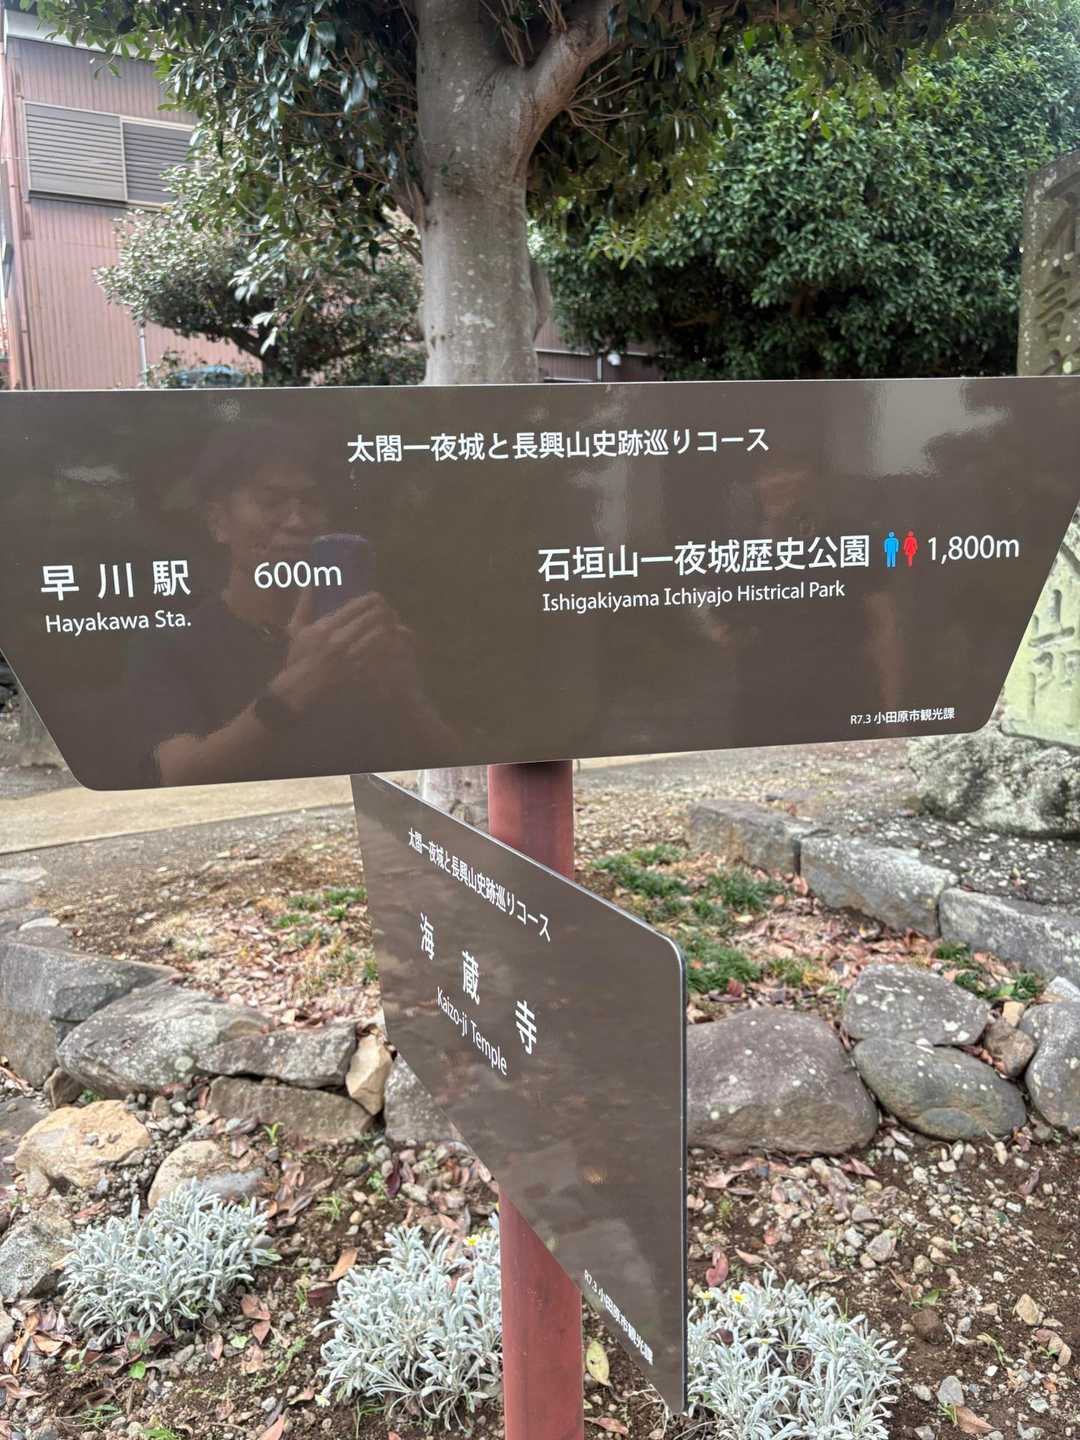 太閤一夜城と長興山史跡巡りコース
早川駅 600m
Hayakawa Sta.
石垣山一夜城歴史公園 1,800m
Ishigakiyama Ichiyajo Histrical Park
R7.3 小田原市観光課
太閤一夜城と長興山史跡巡りコース
海蔵寺
Kaizo-ji Temple
R7.3 小田原市観光課
山門